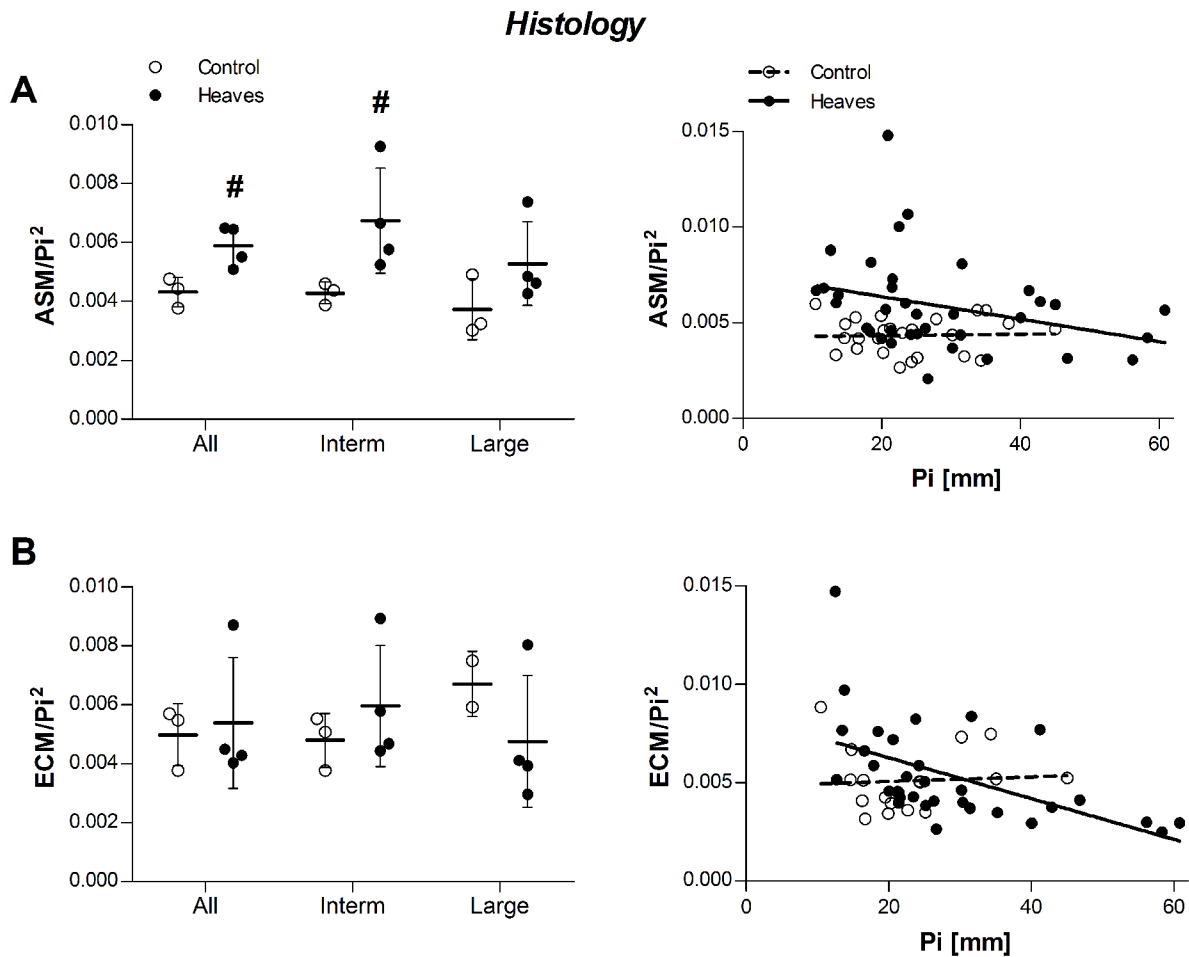 Histology
A
Control
Heaves
#
#
0.010
0.008
0.006
0.004
0.002
0.000
ASM/Pi²
All Interm Large
Control
Heaves
0.015
0.010
0.005
0.000
ASM/Pi²
0 20 40 60
Pi [mm]
B
0.010
0.008
0.006
0.004
0.002
0.000
ECM/Pi²
All Interm Large
0.015
0.010
0.005
0.000
ECM/Pi²
0 20 40 60
Pi [mm]